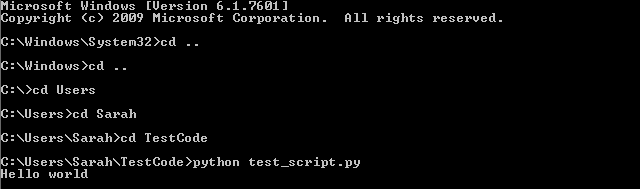 Microsoft Windows [Version 6.1.7601]
Copyright (c) 2009 Microsoft Corporation.  All rights reserved.
C:\Windows\System32>cd ..
C:\Windows>cd ..
C:\>cd Users
C:\Users>cd Sarah
C:\Users\Sarah>cd TestCode
C:\Users\Sarah\TestCode>python test_script.py
Hello world